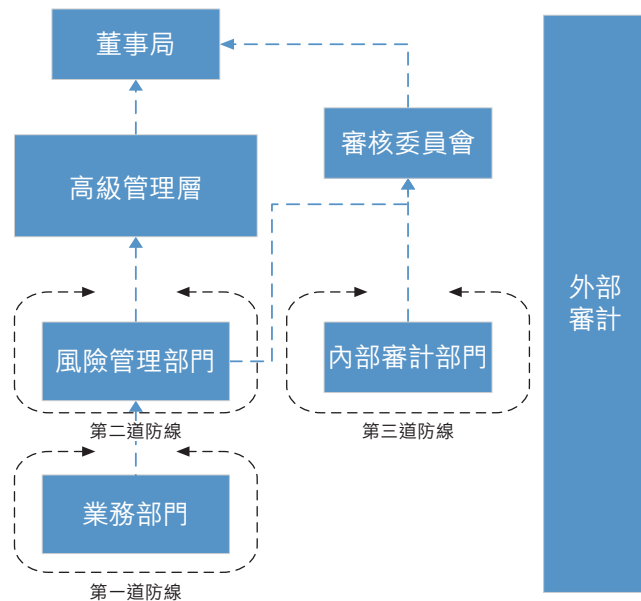 董事局
審核委員會
高級管理層
外部
審計
風險管理部門
內部審計部門
第二道防線
第三道防線
業務部門
第一道防線